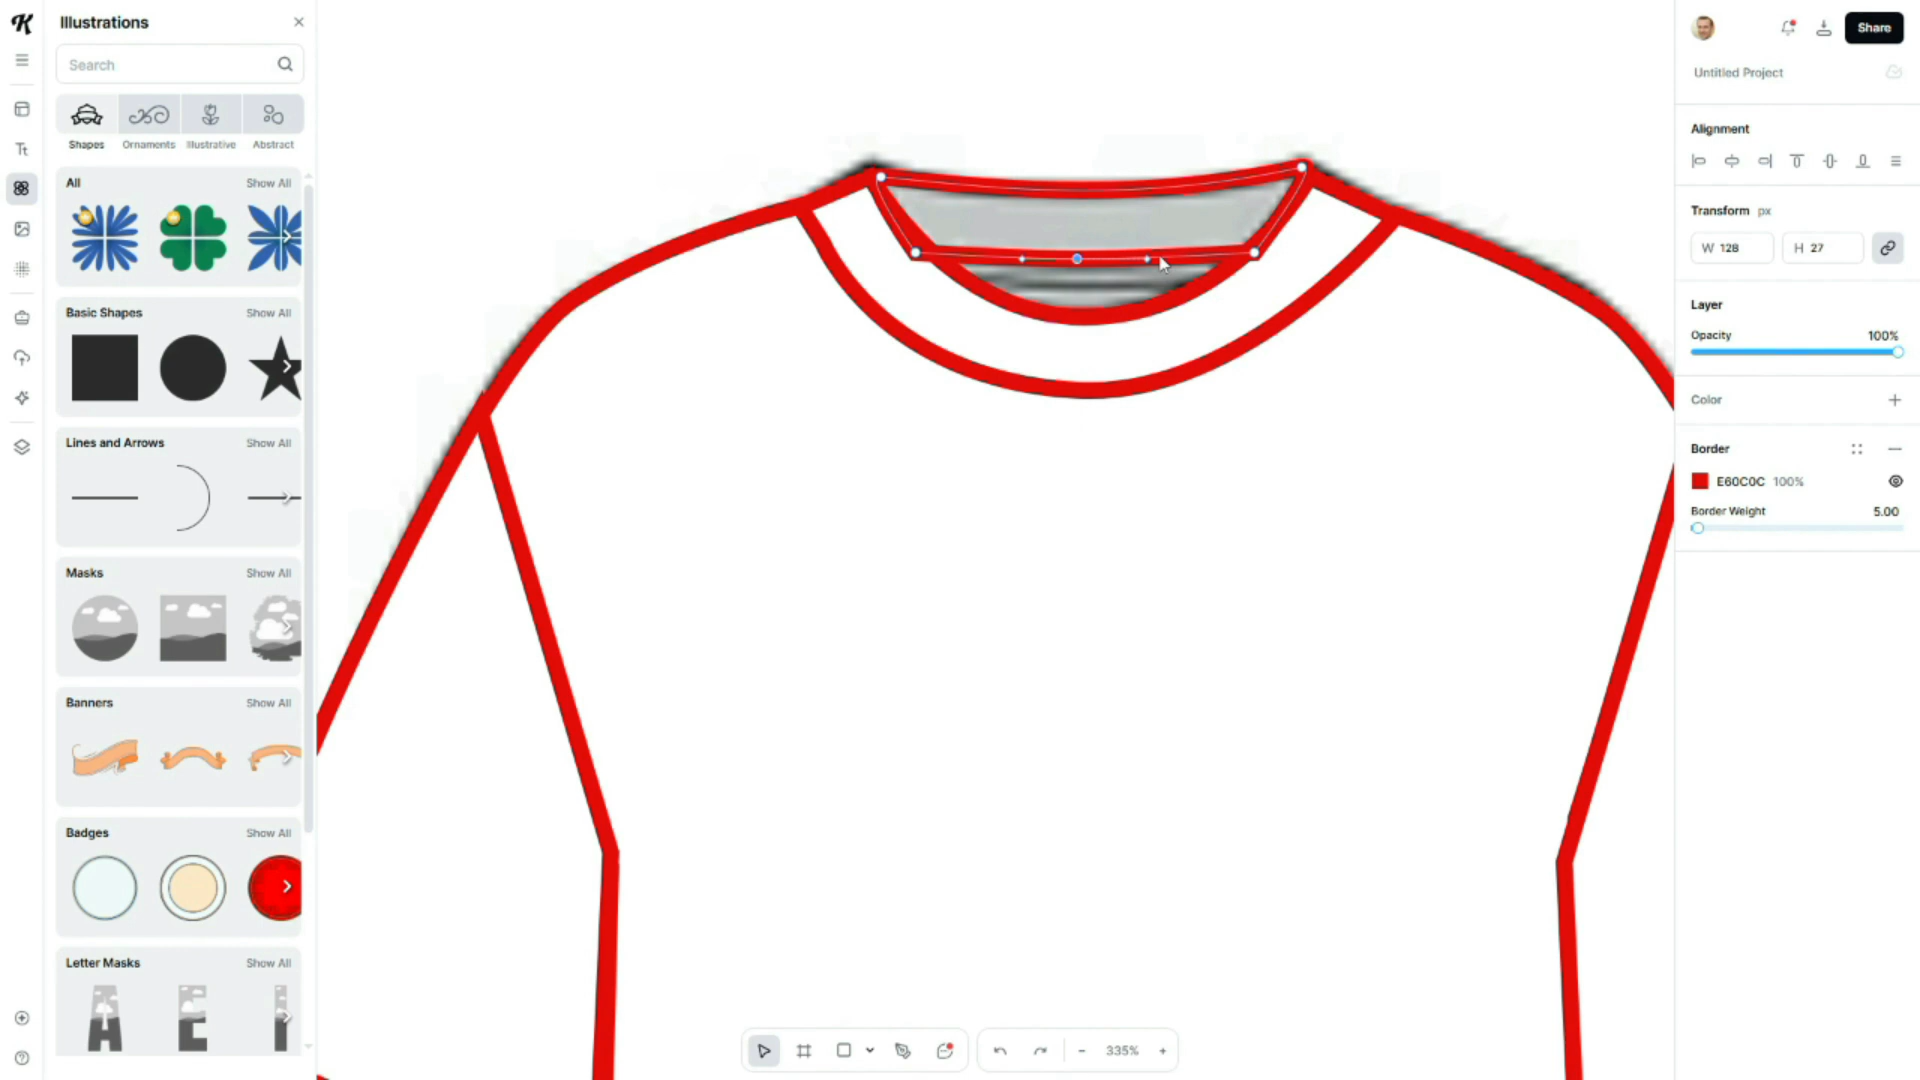 Illustrations
Search
Shapes
Ornaments
Illustrative
Abstract
All
Show All
Basic Shapes
Show All
Lines and Arrows
Show All
Masks
Show All
Banners
Show All
Badges
Show All
Letter Masks
Show All
335%
Share
Untitled Project
Alignment
Transform px
W 128
H 27
Layer
Opacity 100%
Color
Border
E60C0C 100%
Border Weight 5.00